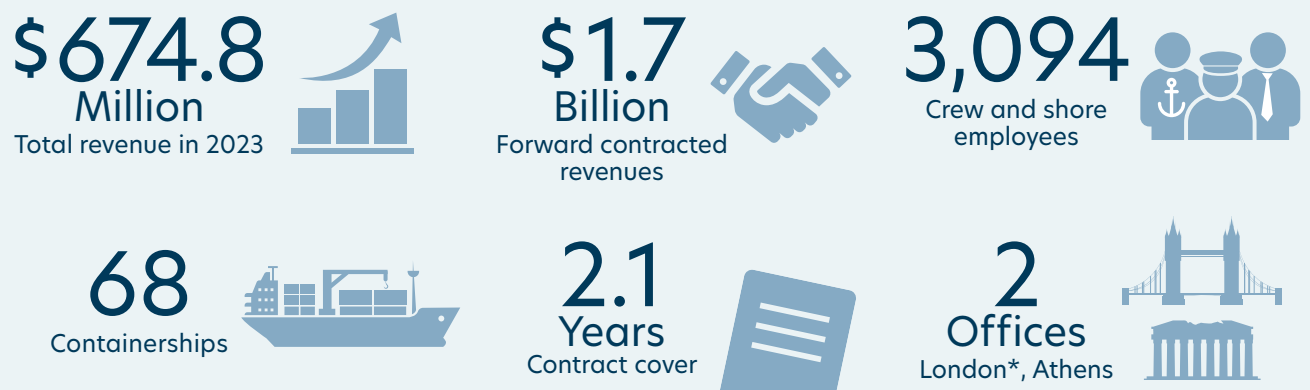 $674.8
Million
Total revenue in 2023
$1.7
Billion
Forward contracted
revenues
3,094
Crew and shore
employees
68
Containerships
2.1
Years
Contract cover
2
Offices
London*, Athens